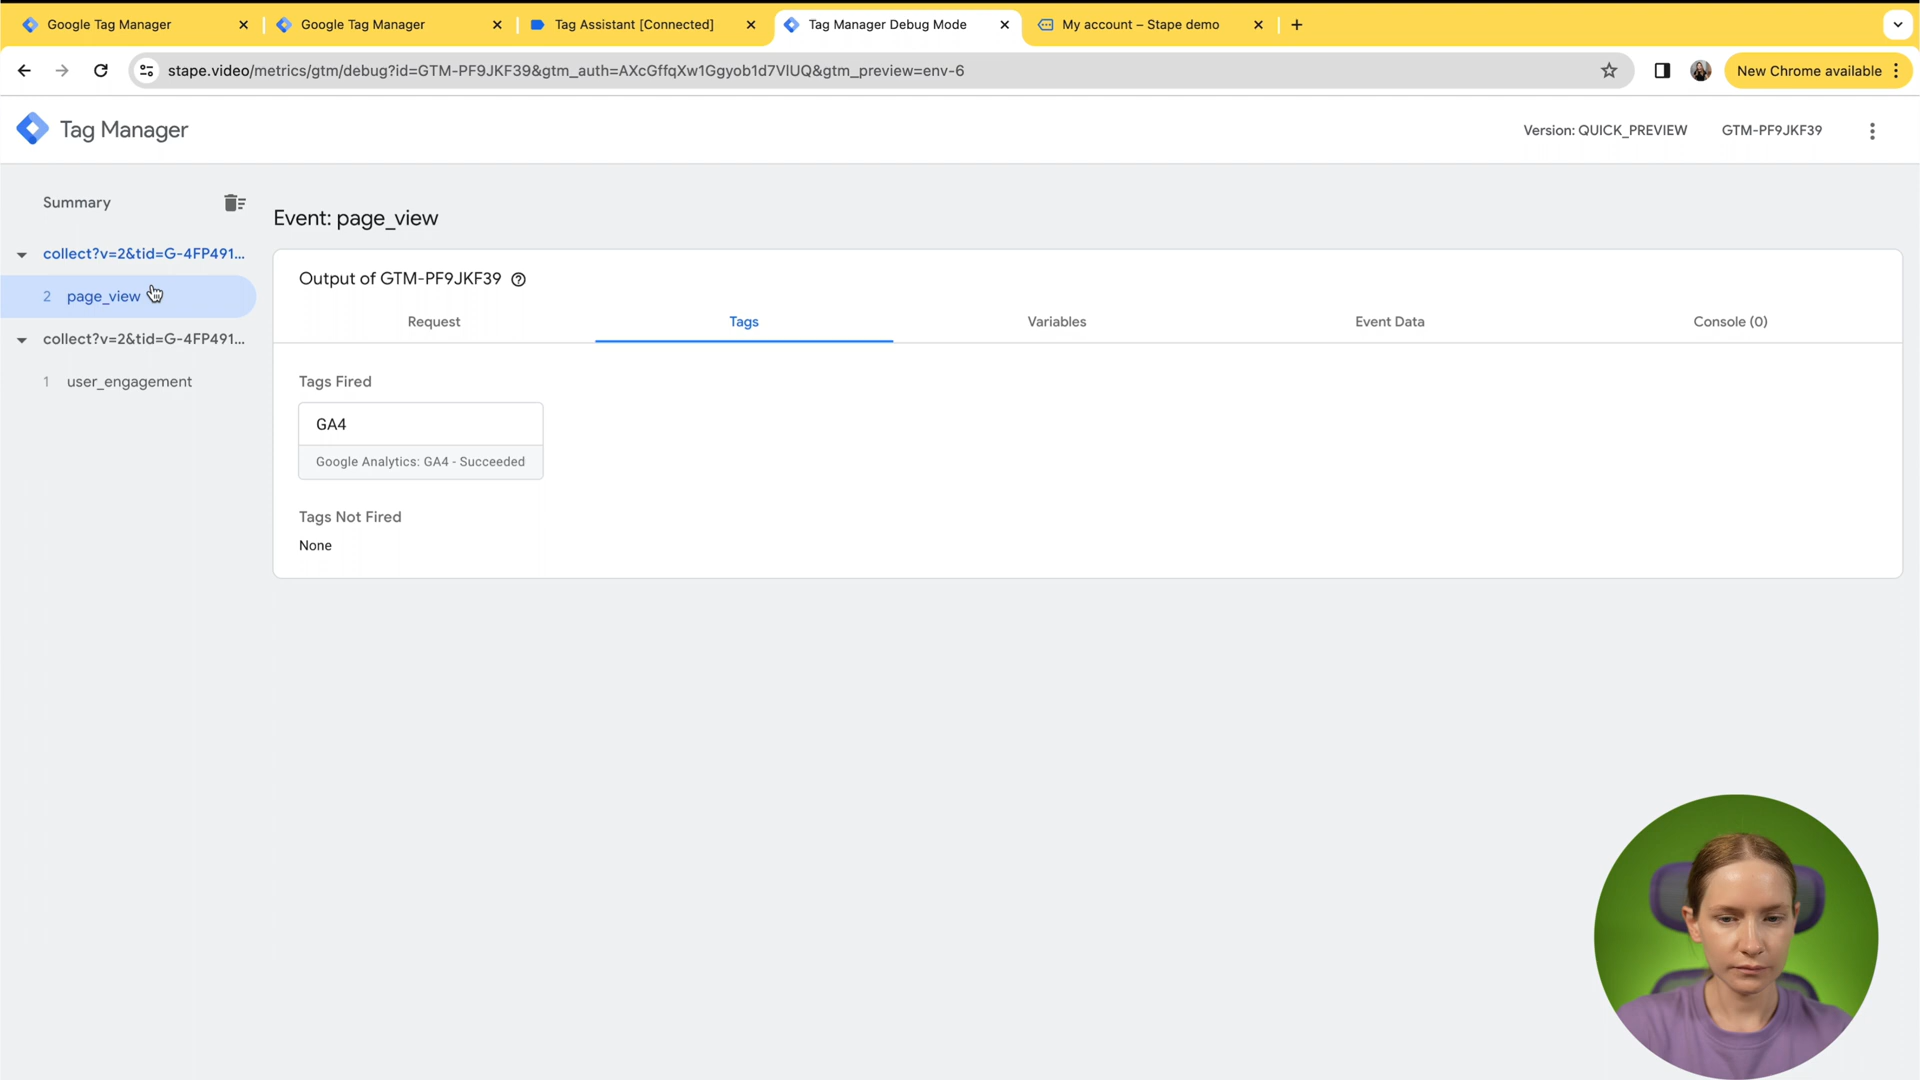 Google Tag Manager
Google Tag Manager
Tag Assistant [Connected]
Tag Manager Debug Mode
My account – Stape demo
stape.video/metrics/gtm/debug?id=GTM-PF9JKF39&gtm_auth=AXcGffqXw1Ggyob1d7VlUQ&gtm_preview=env-6
New Chrome available
Tag Manager
Version: QUICK_PREVIEW
GTM-PF9JKF39
Summary
collect?v=2&tid=G-4FP491...
2 page_view
collect?v=2&tid=G-4FP491...
1 user_engagement
Event: page_view
Output of GTM-PF9JKF39
Request
Tags
Variables
Event Data
Console (0)
Tags Fired
GA4
Google Analytics: GA4 - Succeeded
Tags Not Fired
None